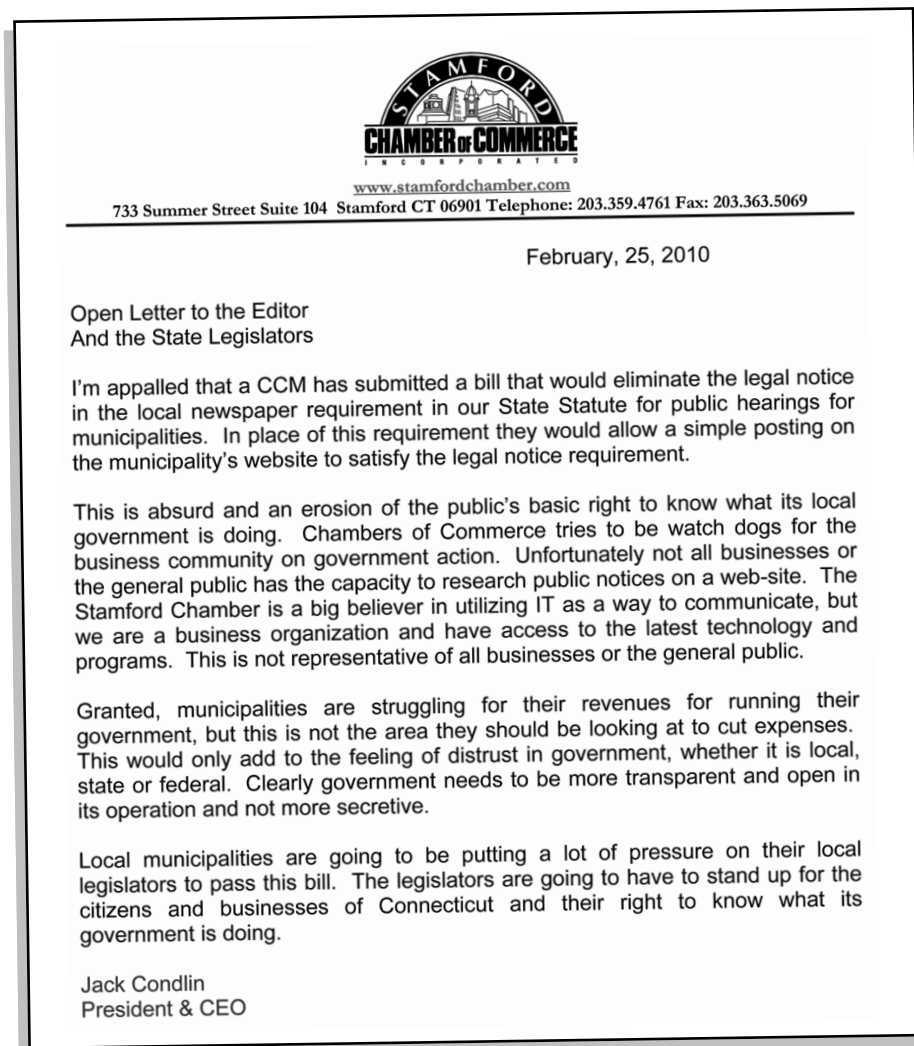 STAMFORD
CHAMBER OF COMMERCE
INCORPORATED
www.stamfordchamber.com
733 Summer Street Suite 104 Stamford CT 06901 Telephone: 203.359.4761 Fax: 203.363.5069
February, 25, 2010
Open Letter to the Editor
And the State Legislators
I'm appalled that a CCM has submitted a bill that would eliminate the legal notice
in the local newspaper requirement in our State Statute for public hearings for
municipalities. In place of this requirement they would allow a simple posting on
the municipality's website to satisfy the legal notice requirement.
This is absurd and an erosion of the public's basic right to know what its local
government is doing. Chambers of Commerce tries to be watch dogs for the
business community on government action. Unfortunately not all businesses or
the general public has the capacity to research public notices on a web-site. The
Stamford Chamber is a big believer in utilizing IT as a way to communicate, but
we are a business organization and have access to the latest technology and
programs. This is not representative of all businesses or the general public.
Granted, municipalities are struggling for their revenues for running their
government, but this is not the area they should be looking at to cut expenses.
This would only add to the feeling of distrust in government, whether it is local,
state or federal. Clearly government needs to be more transparent and open in
its operation and not more secretive.
Local municipalities are going to be putting a lot of pressure on their local
legislators to pass this bill. The legislators are going to have to stand up for the
citizens and businesses of Connecticut and their right to know what its
government is doing.
Jack Condlin
President & CEO